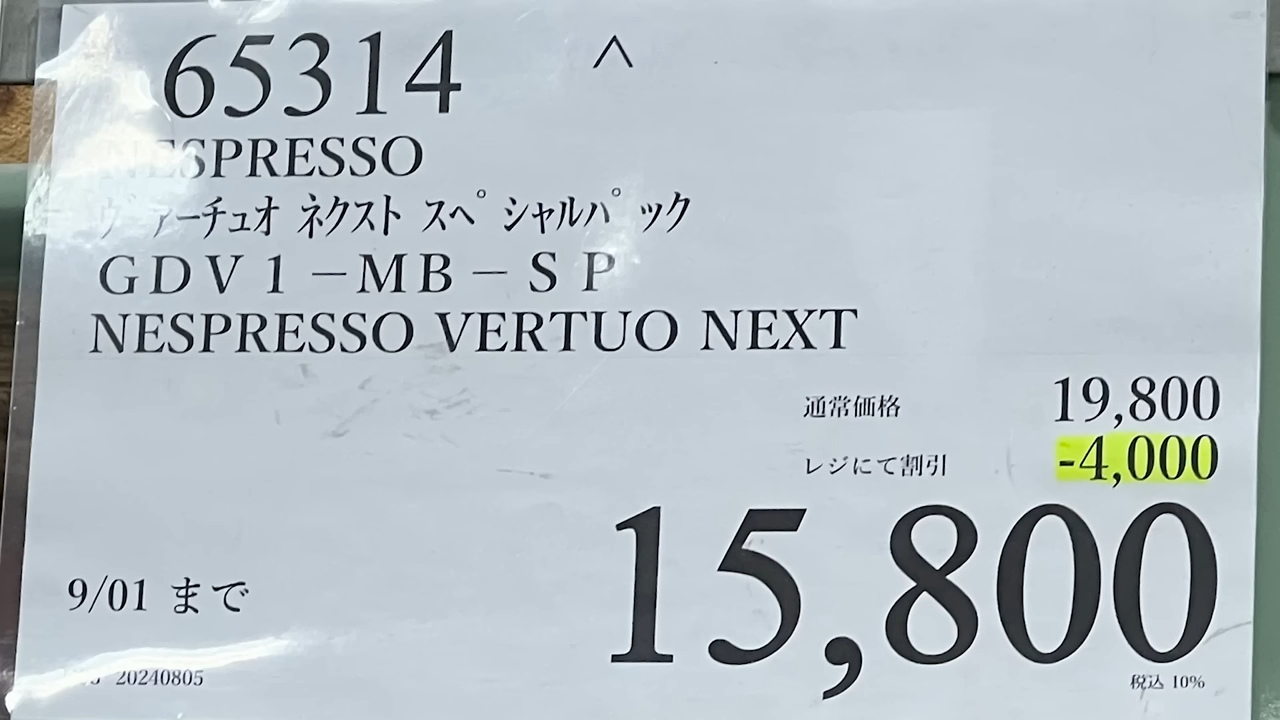 65314 ^
NESPRESSO
ヴァーチュオ ネクスト スペシャルパック
GDV1-MB-SP
NESPRESSO VERTUO NEXT
通常価格 19,800
レジにて割引 -4,000
15,800
9/01 まで
20240805
税込 10%